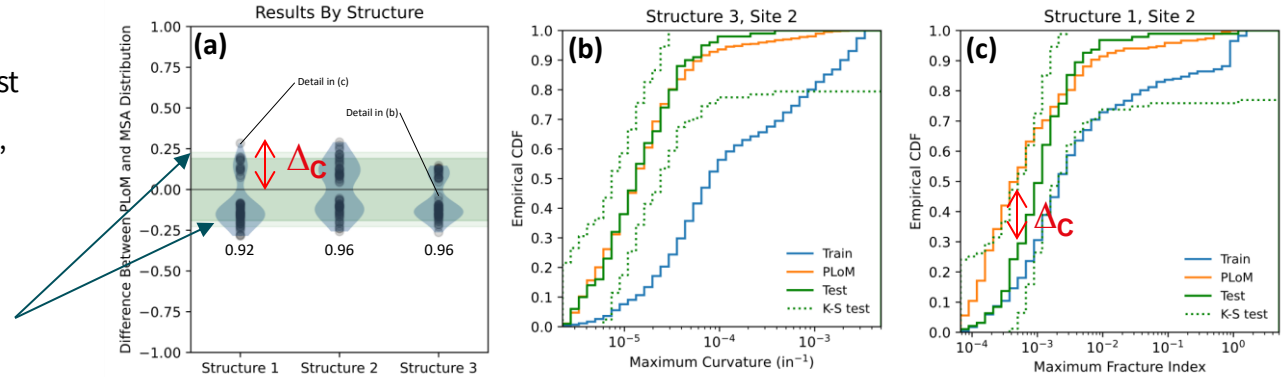 st
,
Results By Structure
(a)
Difference Between PLoM and MSA Distribution
1.00
0.75
0.50
0.25
0.00
−0.25
−0.50
−0.75
−1.00
Detail in (c)
Detail in (b)
Δc
0.92
0.96
0.96
Structure 1
Structure 2
Structure 3
Structure 3, Site 2
(b)
Empirical CDF
1.0
0.9
0.8
0.7
0.6
0.5
0.4
0.3
0.2
0.1
0.0
Train
PLoM
Test
K-S test
10⁻⁵
10⁻⁴
10⁻³
Maximum Curvature (in⁻¹)
Structure 1, Site 2
(c)
Empirical CDF
1.0
0.9
0.8
0.7
0.6
0.5
0.4
0.3
0.2
0.1
0.0
Δc
Train
PLoM
Test
K-S test
10⁻⁴
10⁻³
10⁻²
10⁻¹
10⁰
Maximum Fracture Index